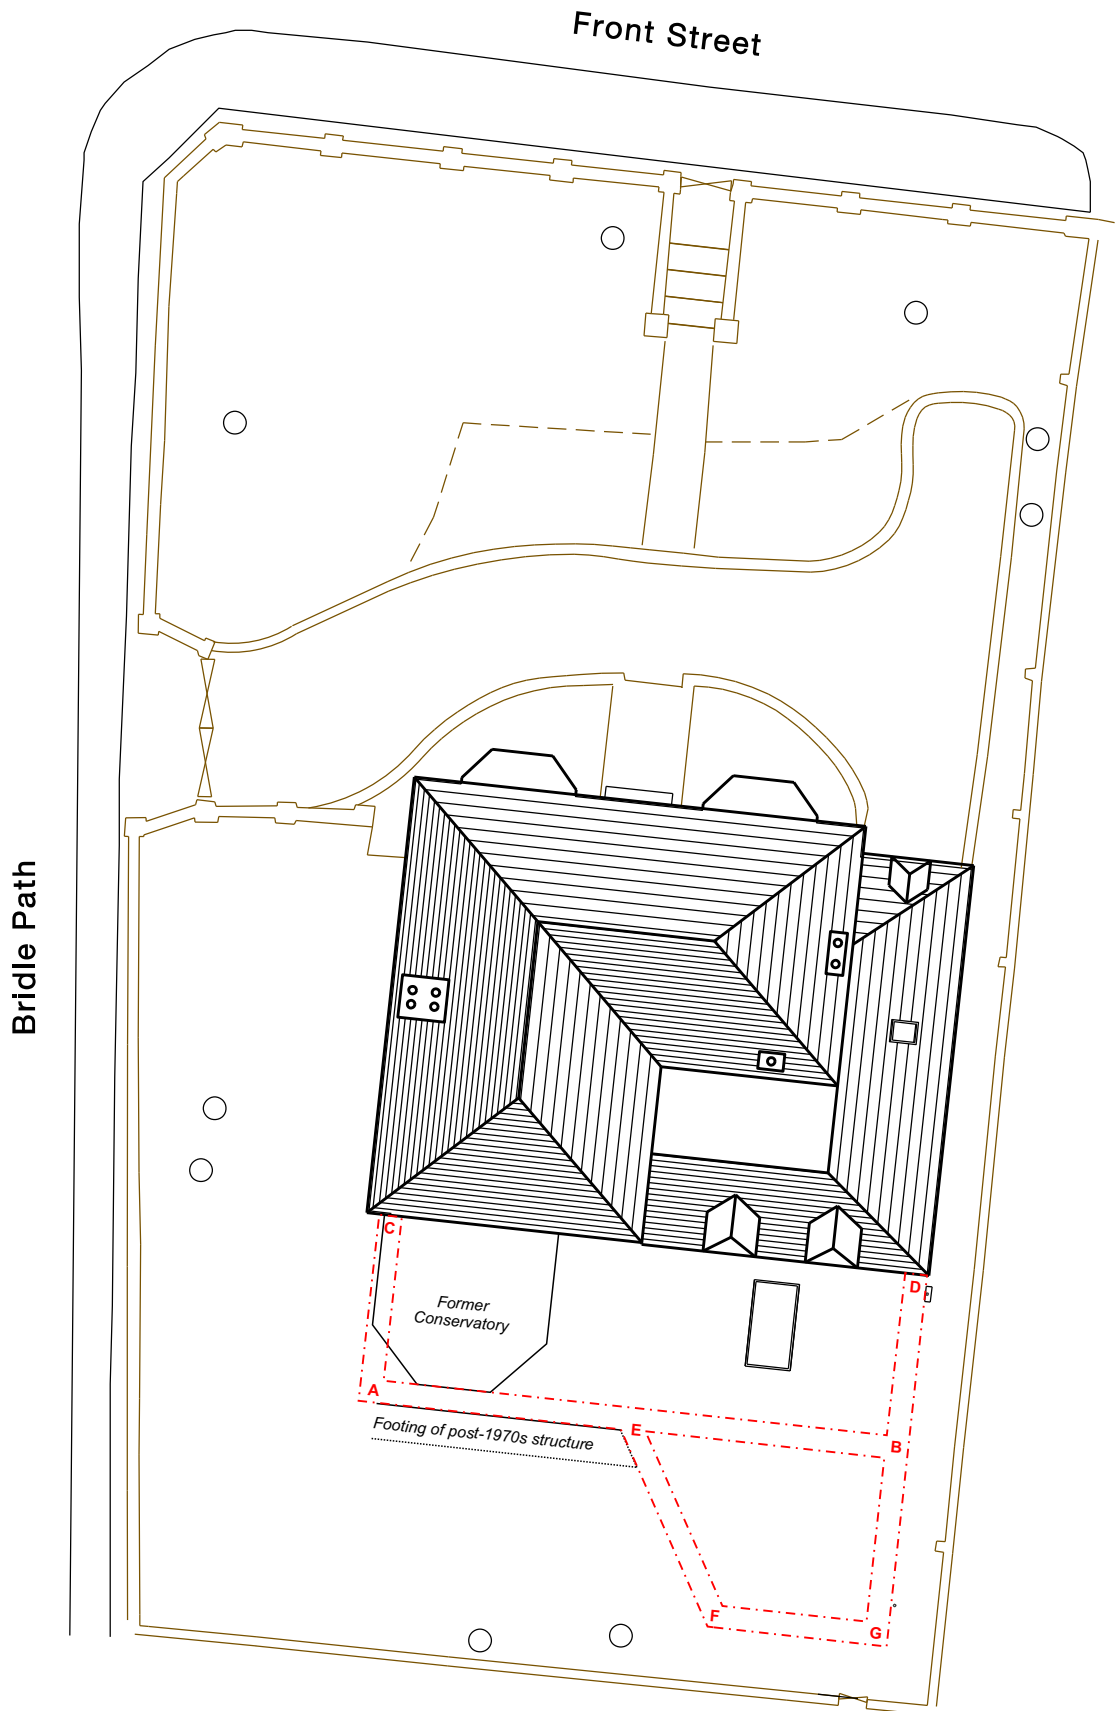 Front Street
Bridle Path
C
Former
Conservatory
D
A
Footing of post-1970s structure
E
B
F
G